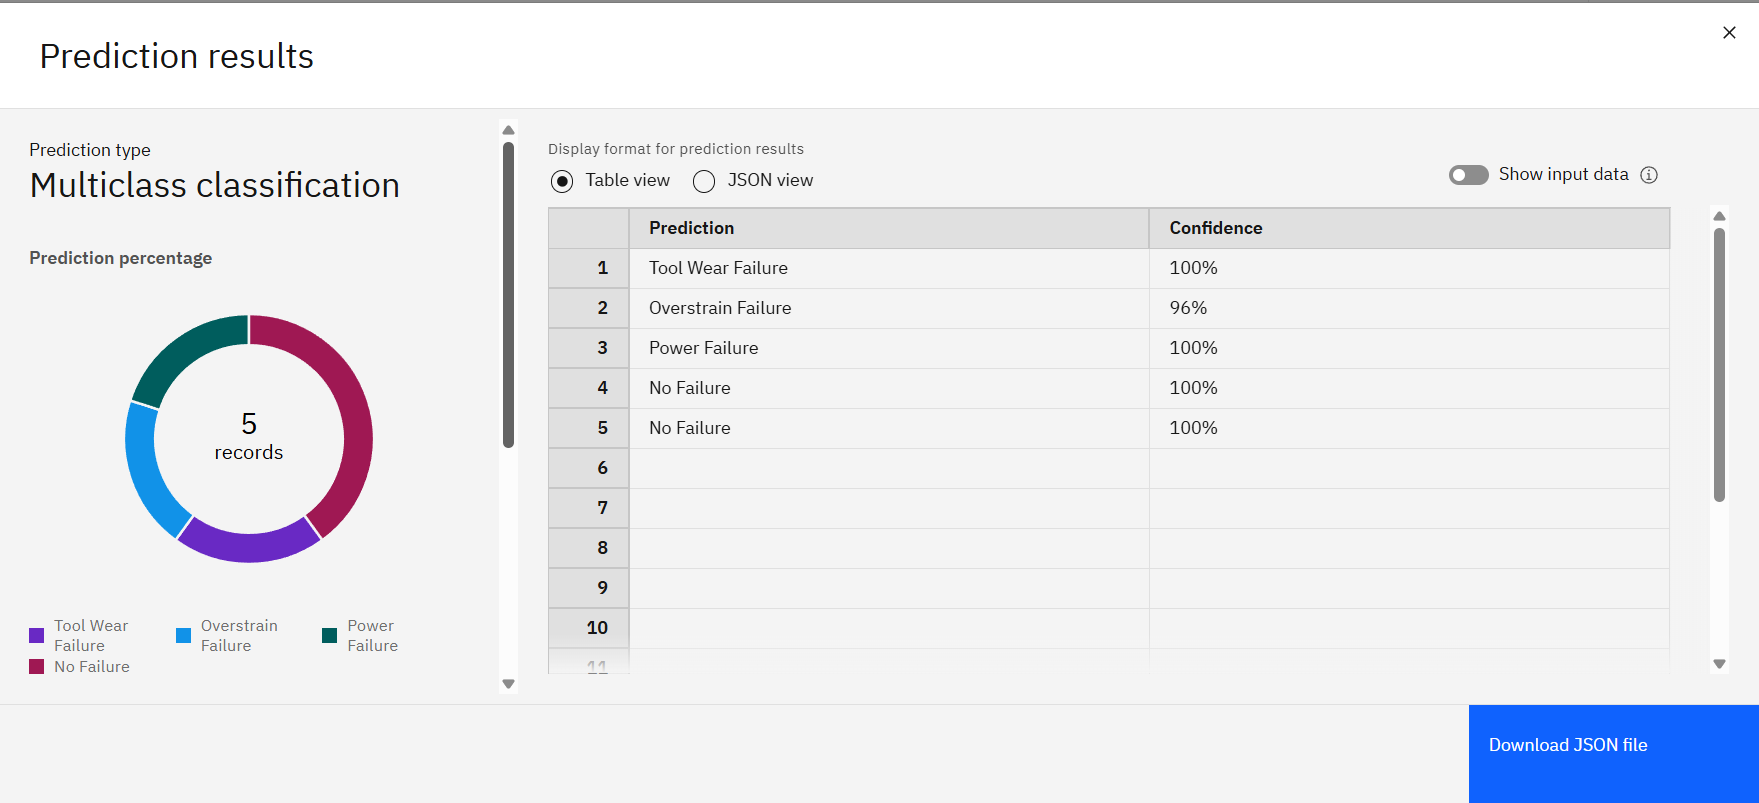 Prediction results
Prediction type
Multiclass classification
Prediction percentage
5
records
Tool Wear Failure
Overstrain Failure
Power Failure
No Failure
Display format for prediction results
Table view
JSON view
Show input data
Prediction Confidence
1 Tool Wear Failure 100%
2 Overstrain Failure 96%
3 Power Failure 100%
4 No Failure 100%
5 No Failure 100%
6
7
8
9
10
11
Download JSON file